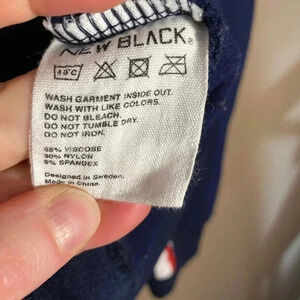 NEW BLACK
40°C
WASH GARMENT INSIDE OUT.
WASH WITH LIKE COLORS.
DO NOT BLEACH.
DO NOT TUMBLE DRY.
DO NOT IRON.
65% VISCOSE
30% NYLON
5% SPANDEX
Designed in Sweden.
Made in China.